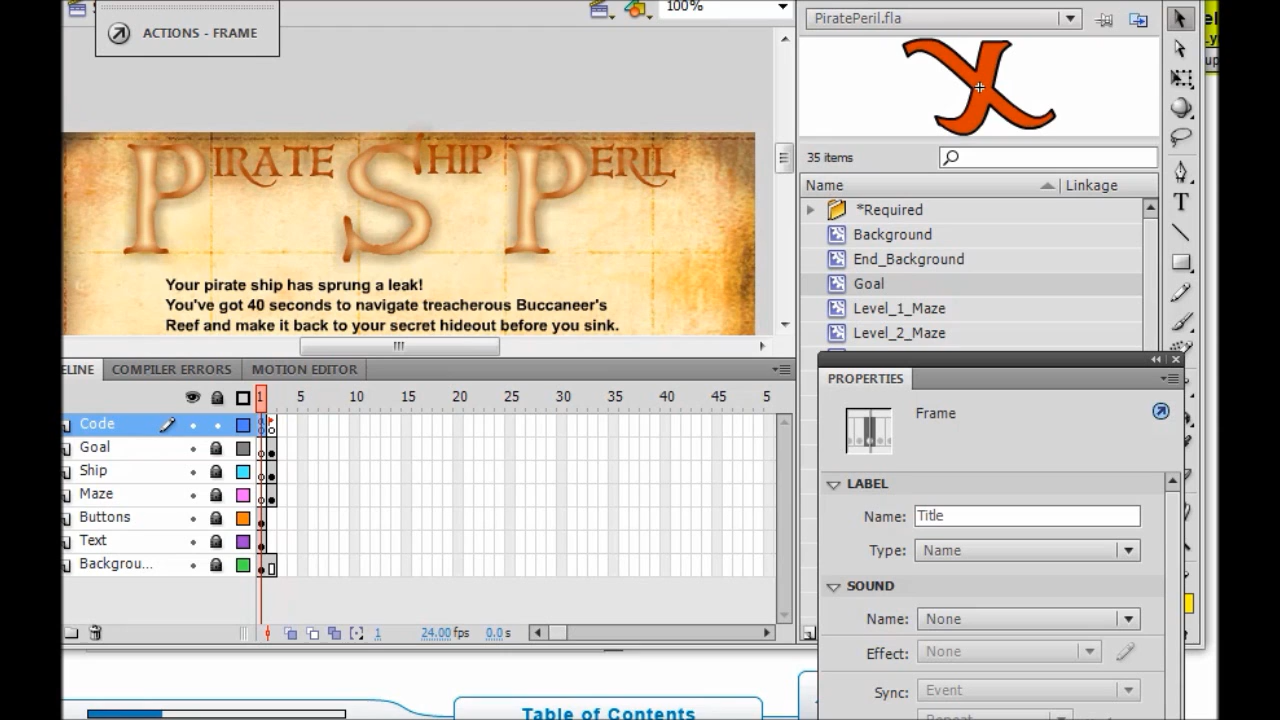 100%
PiratePeril.fla
ACTIONS - FRAME
35 items
Name
Linkage
PIRATE SHIP PERIL
*Required
Background
End_Background
Goal
Level_1_Maze
Level_2_Maze
Your pirate ship has sprung a leak!
You've got 40 seconds to navigate treacherous Buccaneer's
Reef and make it back to your secret hideout before you sink.
COMPILER ERRORS
MOTION EDITOR
1 5 10 15 20 25 30 35 40 45 5
Code
Goal
Ship
Maze
Buttons
Text
Backgrou...
1 24.00 fps 0.0 s
PROPERTIES
Frame
LABEL
Name: Title
Type: Name
SOUND
Name: None
Effect: None
Sync: Event
Repeat
Table of Contents